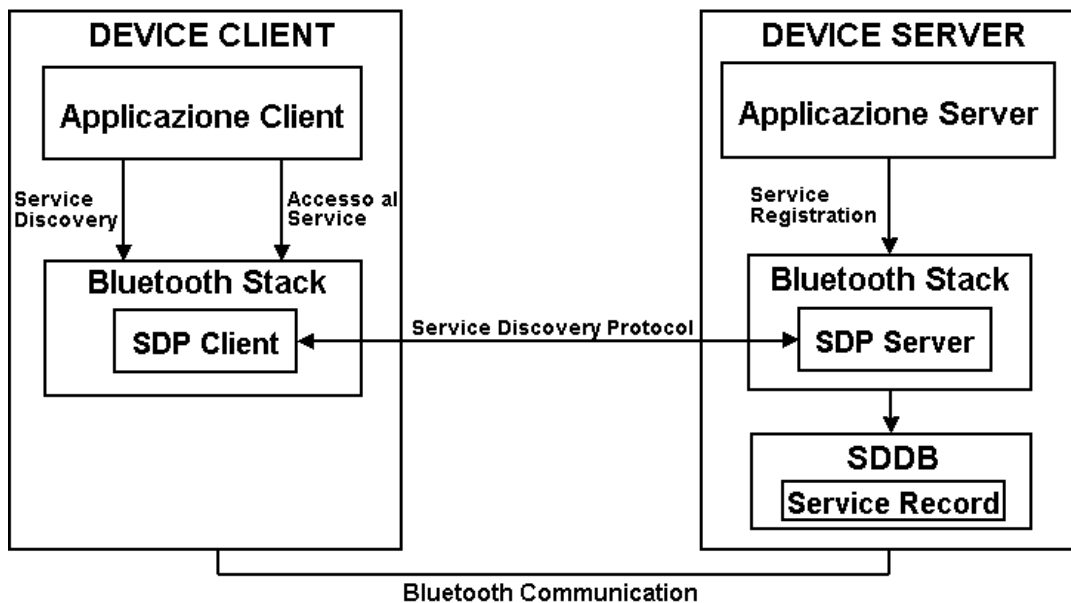 DEVICE CLIENT
Applicazione Client
Service
Discovery
Accesso al
Service
Bluetooth Stack
SDP Client
Service Discovery Protocol
DEVICE SERVER
Applicazione Server
Service
Registration
Bluetooth Stack
SDP Server
SDDB
Service Record
Bluetooth Communication